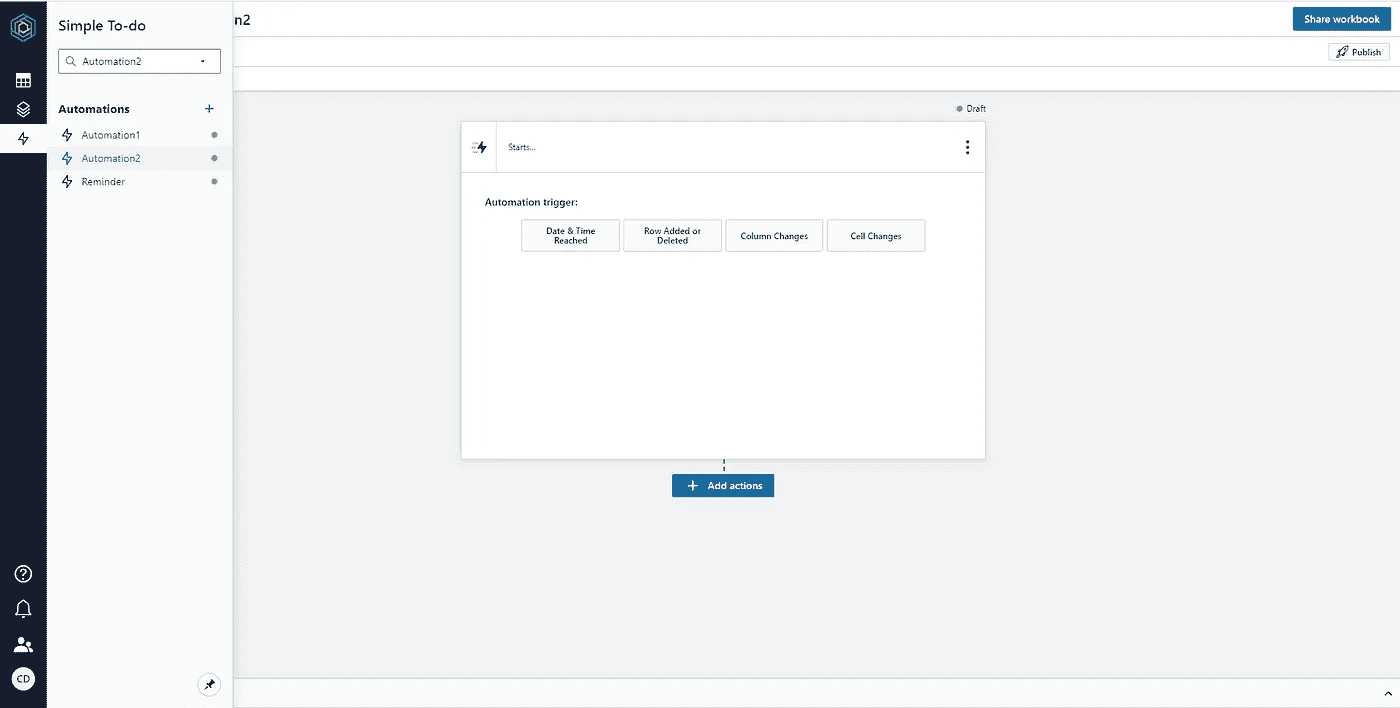 Simple To-do
n2
Share workbook
Automation2
Publish
Automations
Automation1
Automation2
Reminder
Draft
Starts...
Automation trigger:
Date & Time
Reached
Row Added or
Deleted
Column Changes
Cell Changes
Add actions
CD